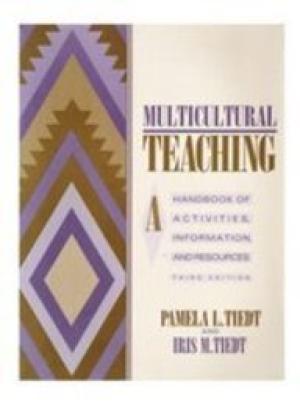 MULTICULTURAL
TEACHING
A
HANDBOOK OF
ACTIVITIES,
INFORMATION,
AND RESOURCES
THIRD EDITION
PAMELA L. TIEDT
AND
IRIS M. TIEDT